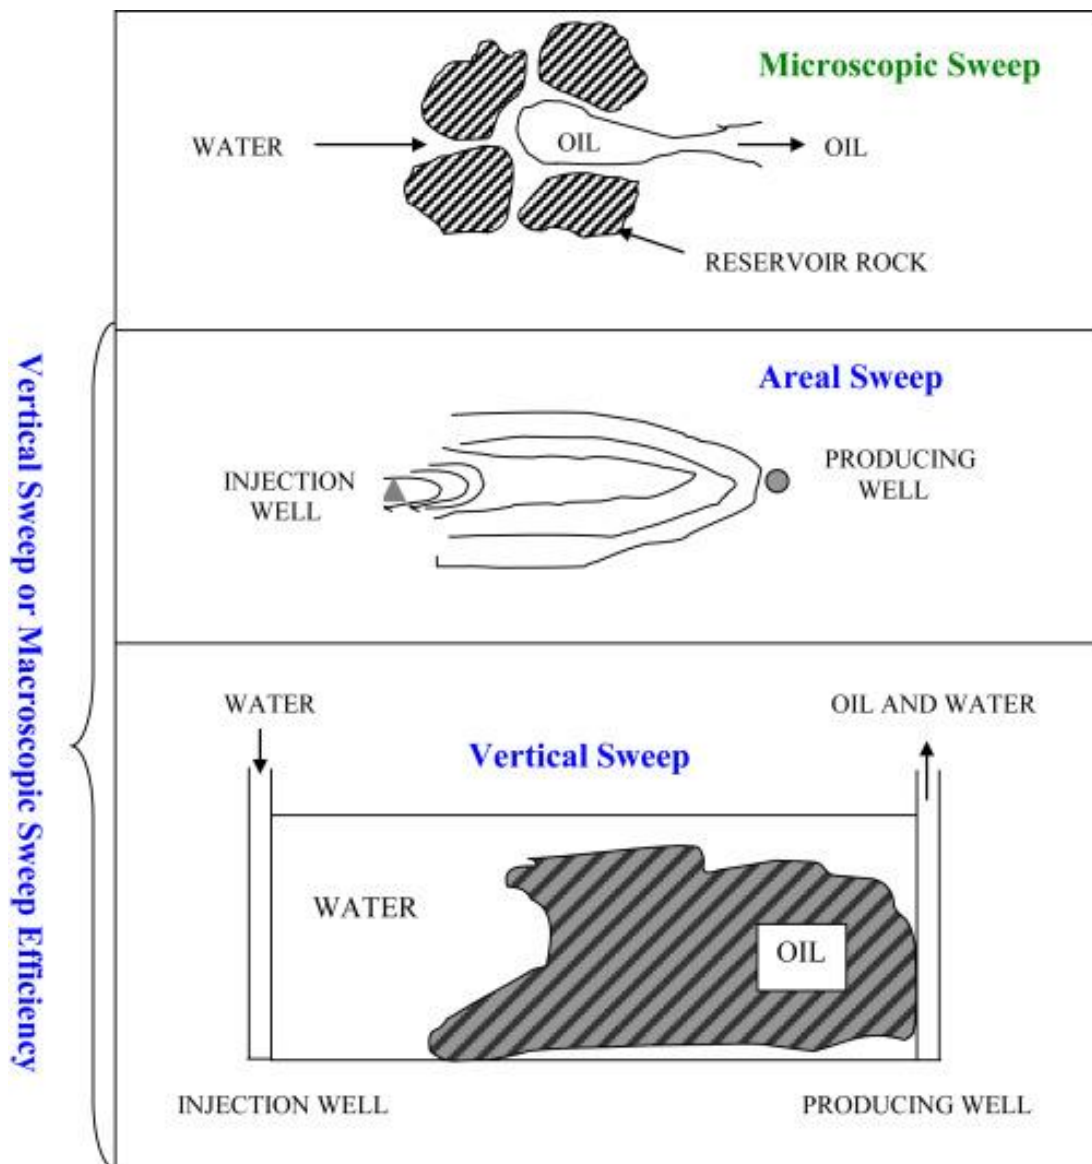 Microscopic Sweep
WATER
OIL
OIL
RESERVOIR ROCK
Vertical Sweep or Macroscopic Sweep Efficiency
Areal Sweep
INJECTION
WELL
PRODUCING
WELL
WATER
OIL AND WATER
Vertical Sweep
WATER
OIL
INJECTION WELL
PRODUCING WELL